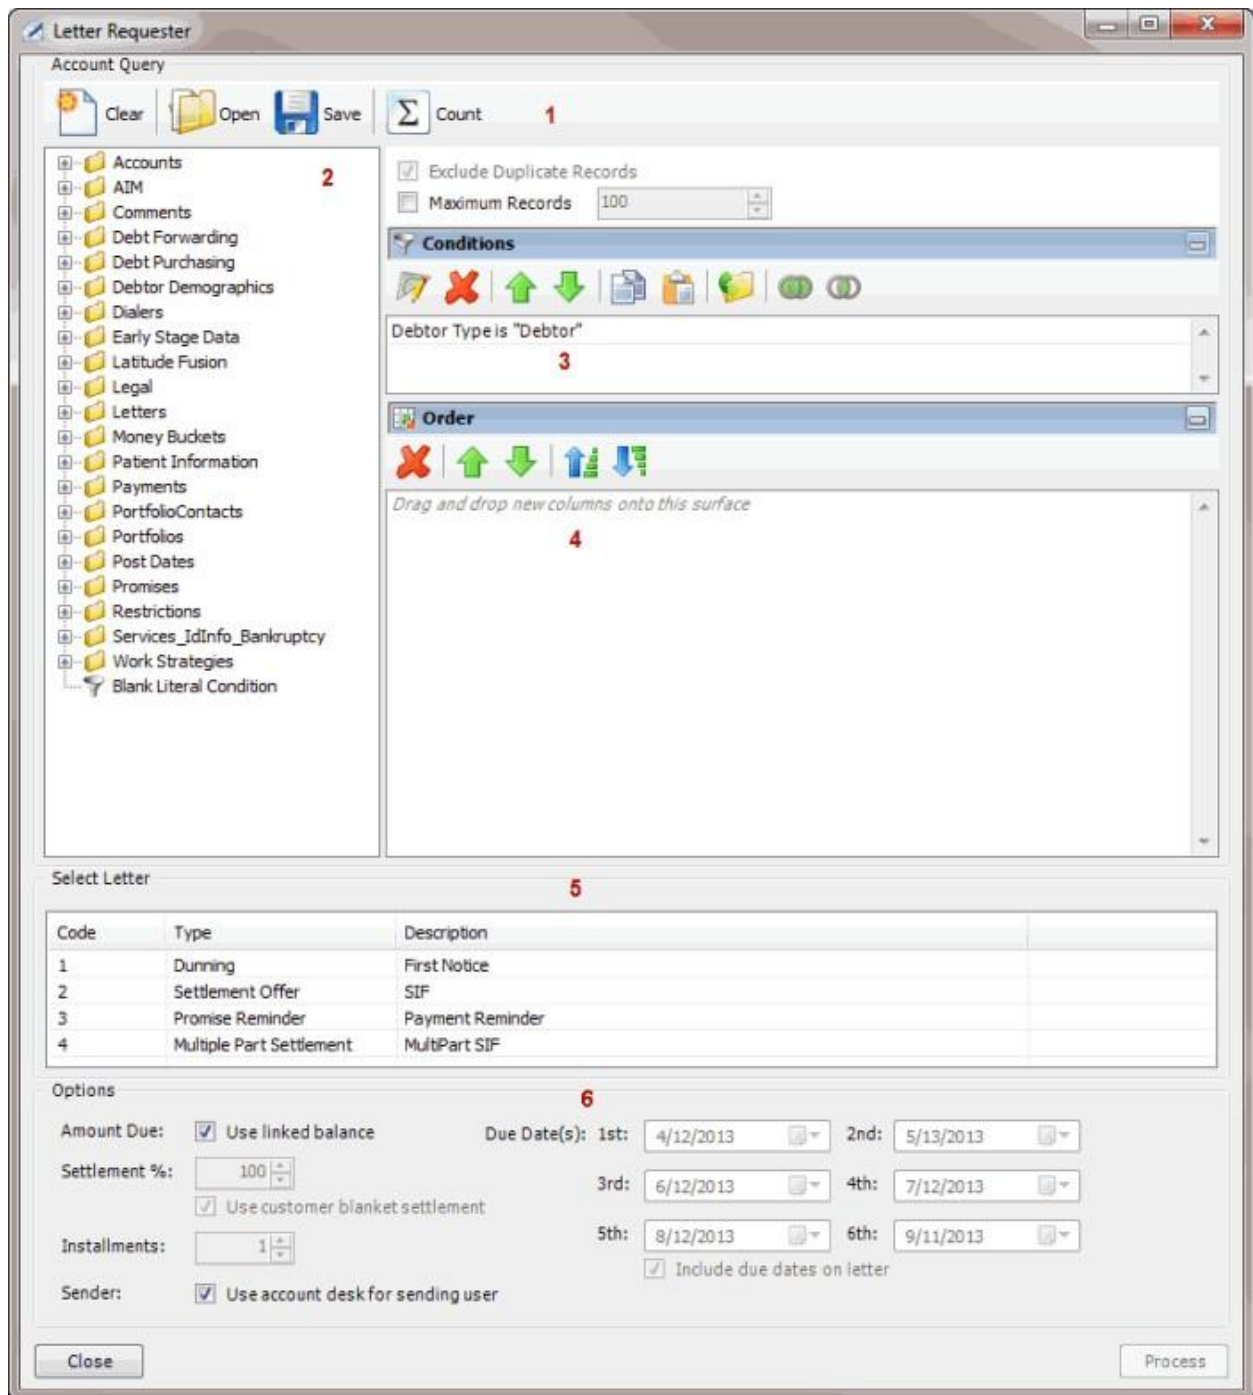 Letter Requester
Account Query
Clear Open Save Σ Count 1
2
Accounts
AIM
Comments
Debt Forwarding
Debt Purchasing
Debtor Demographics
Dialers
Early Stage Data
Latitude Fusion
Legal
Letters
Money Buckets
Patient Information
Payments
PortfolioContacts
Portfolios
Post Dates
Promises
Restrictions
Services_IdInfo_Bankruptcy
Work Strategies
Blank Literal Condition
Exclude Duplicate Records
Maximum Records 100
Conditions
Debtor Type is "Debtor"
3
Order
Drag and drop new columns onto this surface
4
Select Letter 5
Code Type Description
1 Dunning First Notice
2 Settlement Offer SIF
3 Promise Reminder Payment Reminder
4 Multiple Part Settlement MultiPart SIF
Options 6
Amount Due: Use linked balance Due Date(s): 1st: 4/12/2013 2nd: 5/13/2013
Settlement %: 100 3rd: 6/12/2013 4th: 7/12/2013
Use customer blanket settlement
Installments: 1 5th: 8/12/2013 6th: 9/11/2013
Include due dates on letter
Sender: Use account desk for sending user
Close Process